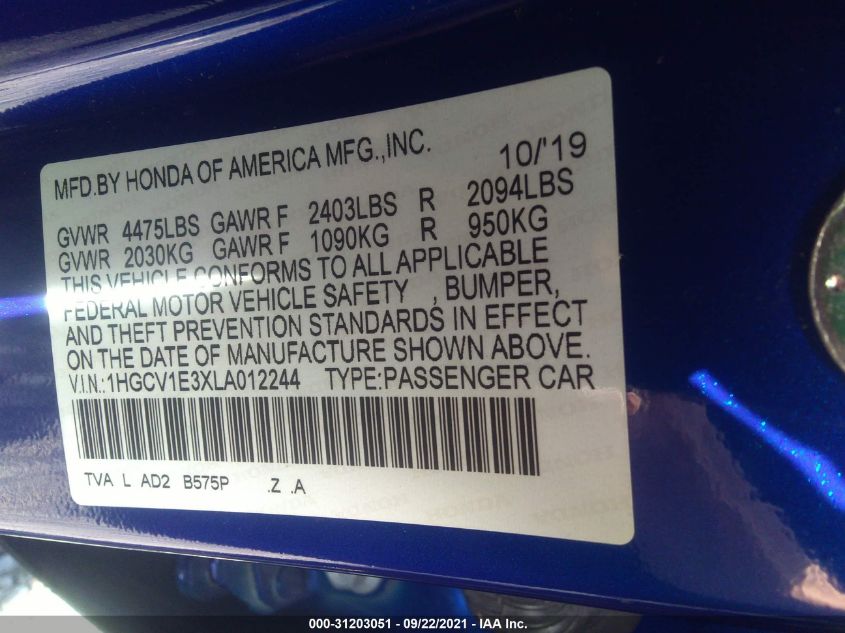 MFD.BY HONDA OF AMERICA MFG.,INC. 10/'19
GVWR 4475LBS GAWR F 2403LBS R 2094LBS
GVWR 2030KG GAWR F 1090KG R 950KG
THIS VEHICLE CONFORMS TO ALL APPLICABLE
FEDERAL MOTOR VEHICLE SAFETY , BUMPER,
AND THEFT PREVENTION STANDARDS IN EFFECT
ON THE DATE OF MANUFACTURE SHOWN ABOVE.
V.I.N.:1HGCV1E3XLA012244 TYPE:PASSENGER CAR
TVA L AD2 B575P .Z .A
000-31203051 - 09/22/2021 - IAA Inc.